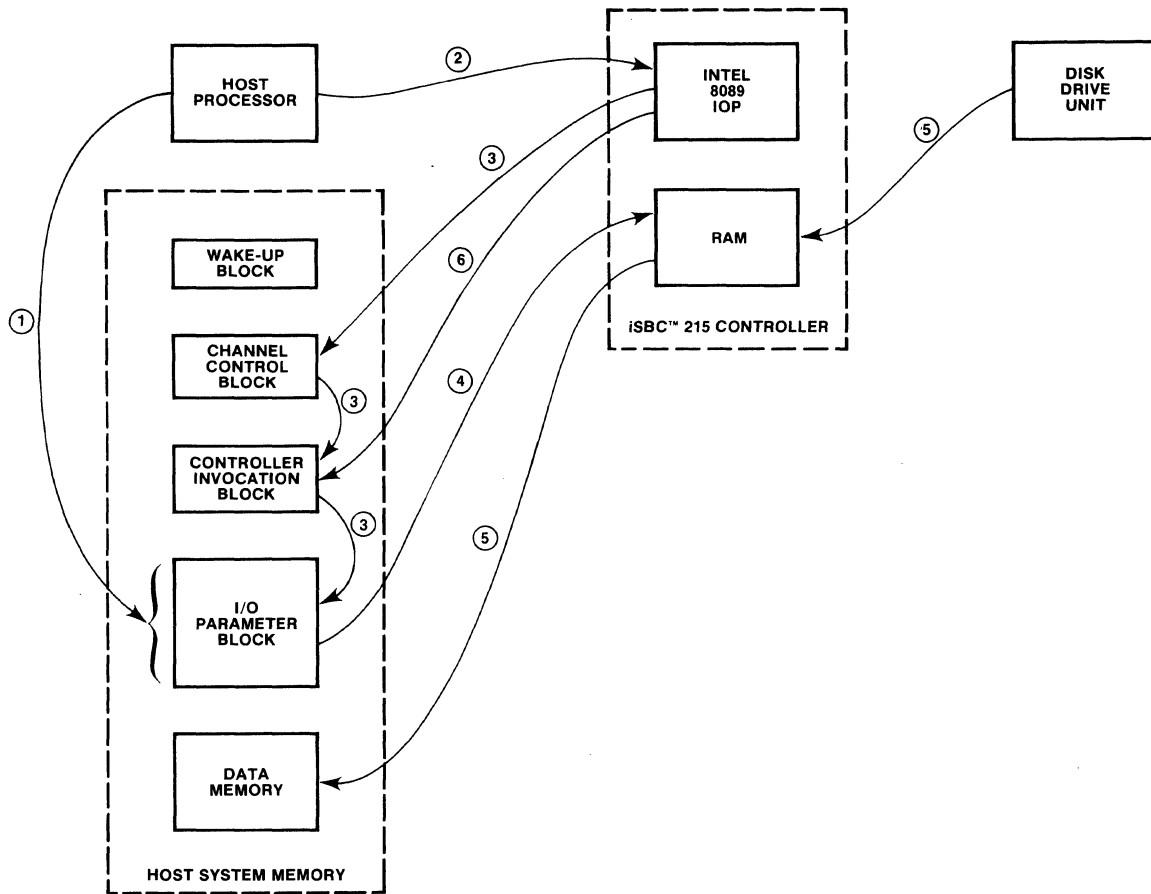 HOST
PROCESSOR
2
INTEL
8089
IOP
DISK
DRIVE
UNIT
5
3
RAM
WAKE-UP
BLOCK
6
iSBC™ 215 CONTROLLER
1
CHANNEL
CONTROL
BLOCK
4
3
CONTROLLER
INVOCATION
BLOCK
3
5
I/O
PARAMETER
BLOCK
DATA
MEMORY
HOST SYSTEM MEMORY